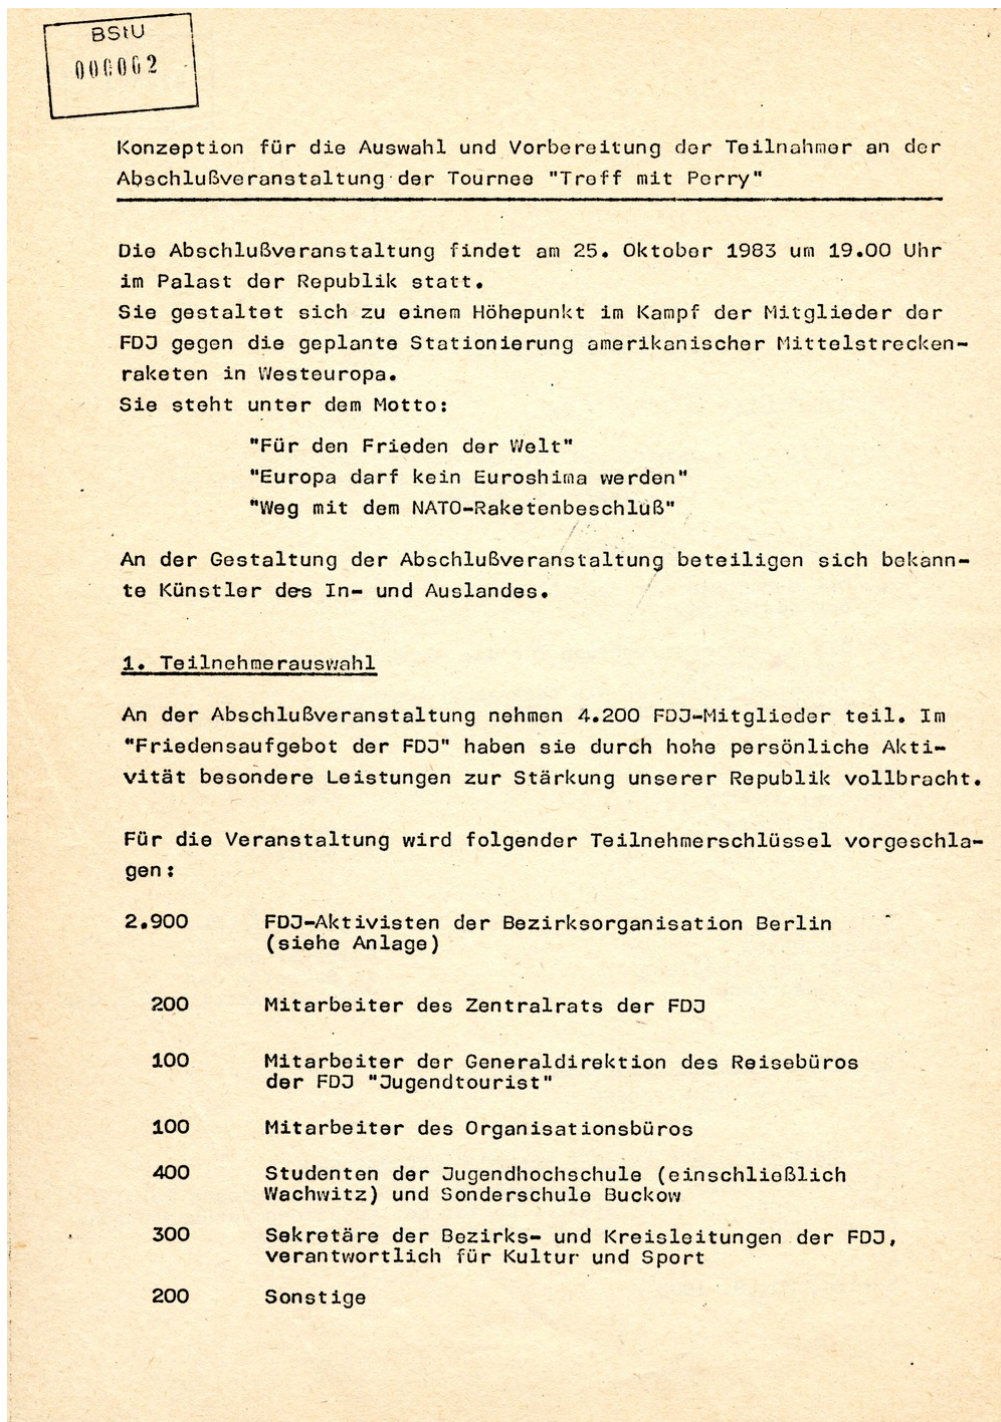 BStU
000002
Konzeption für die Auswahl und Vorbereitung der Teilnehmer an der
Abschlußveranstaltung der Tournee "Treff mit Perry"
Die Abschlußveranstaltung findet am 25. Oktober 1983 um 19.00 Uhr
im Palast der Republik statt.
Sie gestaltet sich zu einem Höhepunkt im Kampf der Mitglieder der
FDJ gegen die geplante Stationierung amerikanischer Mittelstrecken-
raketen in Westeuropa.
Sie steht unter dem Motto:
"Für den Frieden der Welt"
"Europa darf kein Euroshima werden"
"Weg mit dem NATO-Raketenbeschluß"
An der Gestaltung der Abschlußveranstaltung beteiligen sich bekann-
te Künstler des In- und Auslandes.
1. Teilnehmerauswahl
An der Abschlußveranstaltung nehmen 4.200 FDJ-Mitglieder teil. Im
"Friedensaufgebot der FDJ" haben sie durch hohe persönliche Akti-
vität besondere Leistungen zur Stärkung unserer Republik vollbracht.
Für die Veranstaltung wird folgender Teilnehmerschlüssel vorgeschla-
gen:
2.900 FDJ-Aktivisten der Bezirksorganisation Berlin
(siehe Anlage)
200 Mitarbeiter des Zentralrats der FDJ
100 Mitarbeiter der Generaldirektion des Reisebüros
der FDJ "Jugendtourist"
100 Mitarbeiter des Organisationsbüros
400 Studenten der Jugendhochschule (einschließlich
Wachwitz) und Sonderschule Buckow
300 Sekretäre der Bezirks- und Kreisleitungen der FDJ,
verantwortlich für Kultur und Sport
200 Sonstige